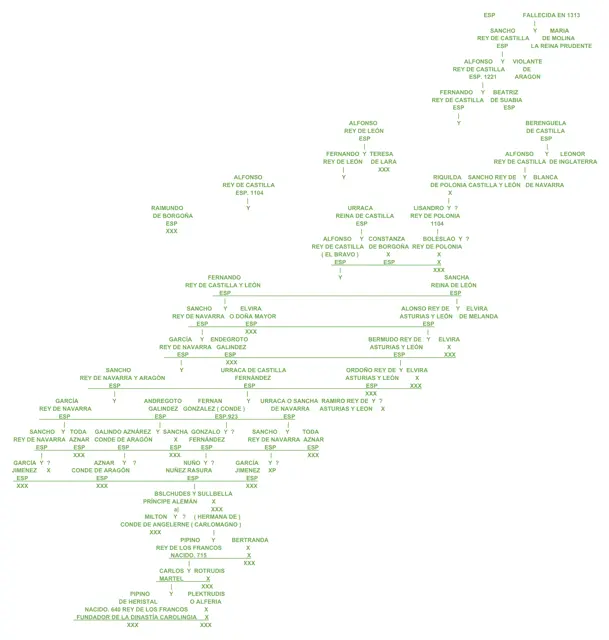 ESP FALLECIDA EN 1313
|
SANCHO Y MARIA
REY DE CASTILLA DE MOLINA
ESP LA REINA PRUDENTE
|
ALFONSO Y VIOLANTE
REY DE CASTILLA DE
ESP. 1221 ARAGON
|
FERNANDO Y BEATRIZ
REY DE CASTILLA DE SUABIA
ESP ESP
|
ALFONSO Y BERENGUELA
REY DE LEÓN DE CASTILLA
ESP ESP
| |
FERNANDO Y TERESA ALFONSO Y LEONOR
REY DE LEÓN DE LARA REY DE CASTILLA DE INGLATERRA
| XXX |
ALFONSO Y RIQUILDA SANCHO REY DE Y BLANCA
REY DE CASTILLA DE POLONIA CASTILLA Y LEÓN DE NAVARRA
ESP. 1104 X
| |
RAIMUNDO Y URRACA LISANDRO Y ?
DE BORGOÑA REINA DE CASTILLA REY DE POLONIA
ESP ESP 1104
XXX | |
ALFONSO Y CONSTANZA BOLESLAO Y ?
REY DE CASTILLA DE BORGOÑA REY DE POLONIA
( EL BRAVO ) X X
ESP ESP X
| XXX
FERNANDO Y SANCHA
REY DE CASTILLA Y LEÓN REINA DE LEÓN
ESP ESP
| |
SANCHO Y ELVIRA ALONSO REY DE Y ELVIRA
REY DE NAVARRA O DOÑA MAYOR ASTURIAS Y LEÓN DE MELANDA
ESP ESP ESP
| XXX |
GARCÍA Y ENDEGROTO BERMUDO REY DE Y ELVIRA
REY DE NAVARRA GALINDEZ ASTURIAS Y LEÓN X
ESP ESP ESP XXX
| XXX |
SANCHO Y URRACA DE CASTILLA ORDOÑO REY DE Y ELVIRA
REY DE NAVARRA Y ARAGÓN FERNÁNDEZ ASTURIAS Y LEÓN X
ESP ESP ESP XXX
| | XXX |
GARCÍA Y ANDREGOTO FERNAN Y URRACA O SANCHA RAMIRO REY DE Y ?
REY DE NAVARRA GALINDEZ GONZALEZ ( CONDE ) DE NAVARRA ASTURIAS Y LEÓN X
ESP ESP ESP.923 ESP
| | | |
SANCHO Y TODA GALINDO AZNÁREZ Y SANCHA GONZALO Y ? SANCHO Y TODA
REY DE NAVARRA AZNAR CONDE DE ARAGÓN X FERNÁNDEZ REY DE NAVARRA AZNAR
ESP ESP ESP XXX ESP ESP ESP
| XXX | XXX | | XXX
GARCÍA Y ? AZNAR Y ? NUÑO Y ? GARCÍA Y ?
JIMENEZ X CONDE DE ARAGÓN NUÑEZ RASURA JIMENEZ XP
ESP ESP ESP ESP
XXX XXX XXX XXX
BSLCHUDES Y SULLBELLA
PRÍNCIPE ALEMÁN X
a( XXX
MILTON Y ? ( HERMANA DE )
CONDE DE ANGELERNE ( CARLOMAGNO )
|
PIPINO Y BERTRANDA
REY DE LOS FRANCOS X
NACIDO. 715 X
| XXX
CARLOS Y ROTRUDIS
MARTEL X
| XXX
PIPINO Y PLEKTRUDIS
DE HERISTAL O ALFERIA
NACIDO. 640 REY DE LOS FRANCOS X
FUNDADOR DE LA DINASTÍA CAROLINGIA X
XXX XXX